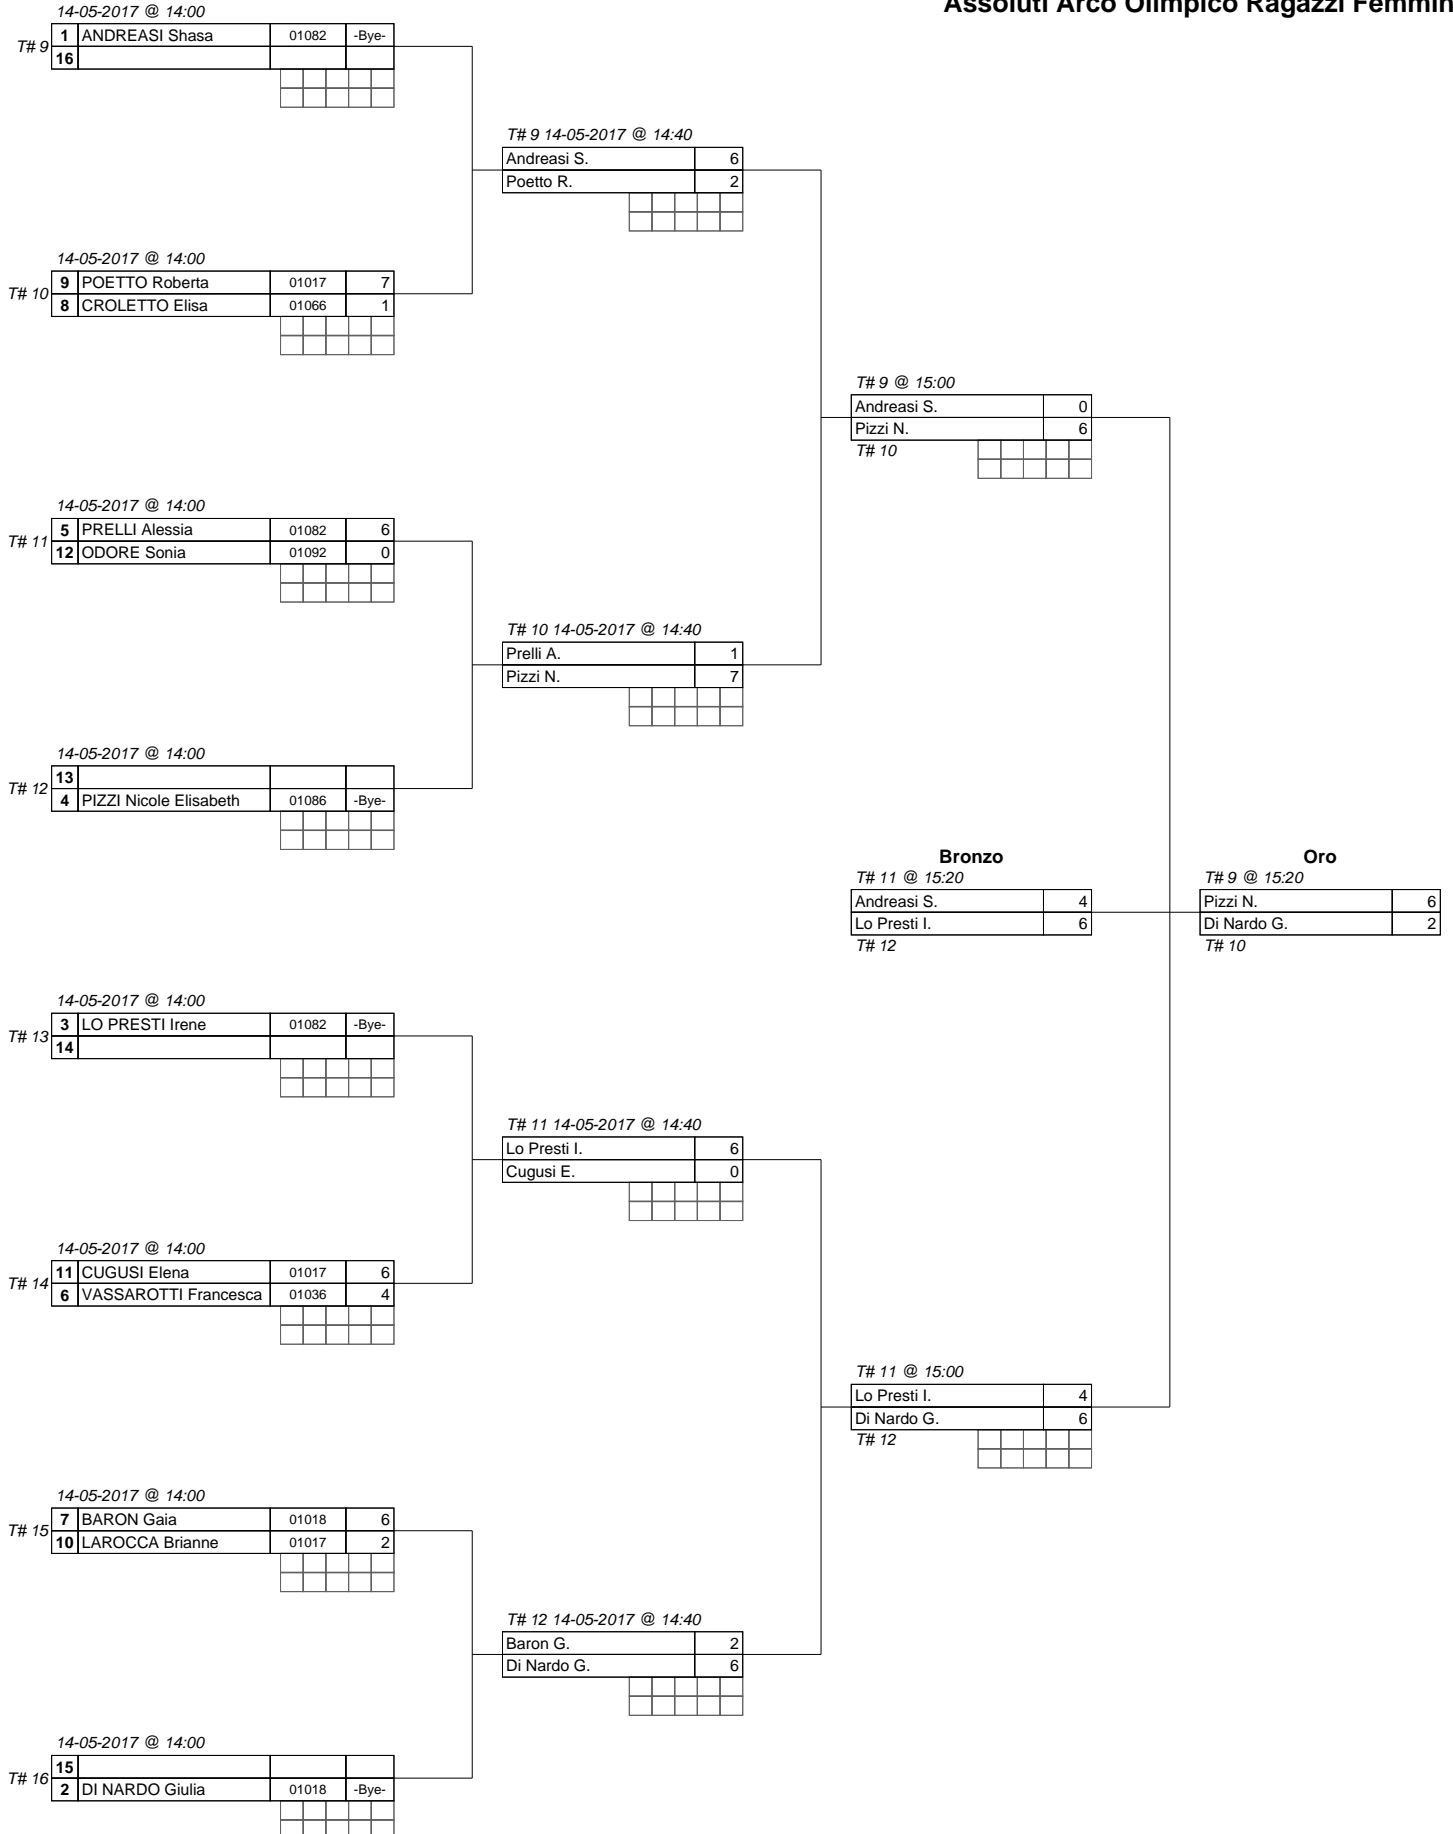 Assoluti Arco Olimpico Ragazzi Femmin
14-05-2017 @ 14:00
T# 9
1 ANDREASI Shasa 01082 -Bye-
16
T# 9 14-05-2017 @ 14:40
Andreasi S. 6
Poetto R. 2
14-05-2017 @ 14:00
T# 10
9 POETTO Roberta 01017 7
8 CROLETTO Elisa 01066 1
T# 9 @ 15:00
Andreasi S. 0
Pizzi N. 6
T# 10
14-05-2017 @ 14:00
T# 11
5 PRELLI Alessia 01082 6
12 ODORE Sonia 01092 0
T# 10 14-05-2017 @ 14:40
Prelli A. 1
Pizzi N. 7
14-05-2017 @ 14:00
T# 12
13
4 PIZZI Nicole Elisabeth 01086 -Bye-
Bronzo
T# 11 @ 15:20
Andreasi S. 4
Lo Presti I. 6
T# 12
Oro
T# 9 @ 15:20
Pizzi N. 6
Di Nardo G. 2
T# 10
14-05-2017 @ 14:00
T# 13
3 LO PRESTI Irene 01082 -Bye-
14
T# 11 14-05-2017 @ 14:40
Lo Presti I. 6
Cugusi E. 0
14-05-2017 @ 14:00
T# 14
11 CUGUSI Elena 01017 6
6 VASSAROTTI Francesca 01036 4
T# 11 @ 15:00
Lo Presti I. 4
Di Nardo G. 6
T# 12
14-05-2017 @ 14:00
T# 15
7 BARON Gaia 01018 6
10 LAROCCA Brianne 01017 2
T# 12 14-05-2017 @ 14:40
Baron G. 2
Di Nardo G. 6
14-05-2017 @ 14:00
T# 16
15
2 DI NARDO Giulia 01018 -Bye-